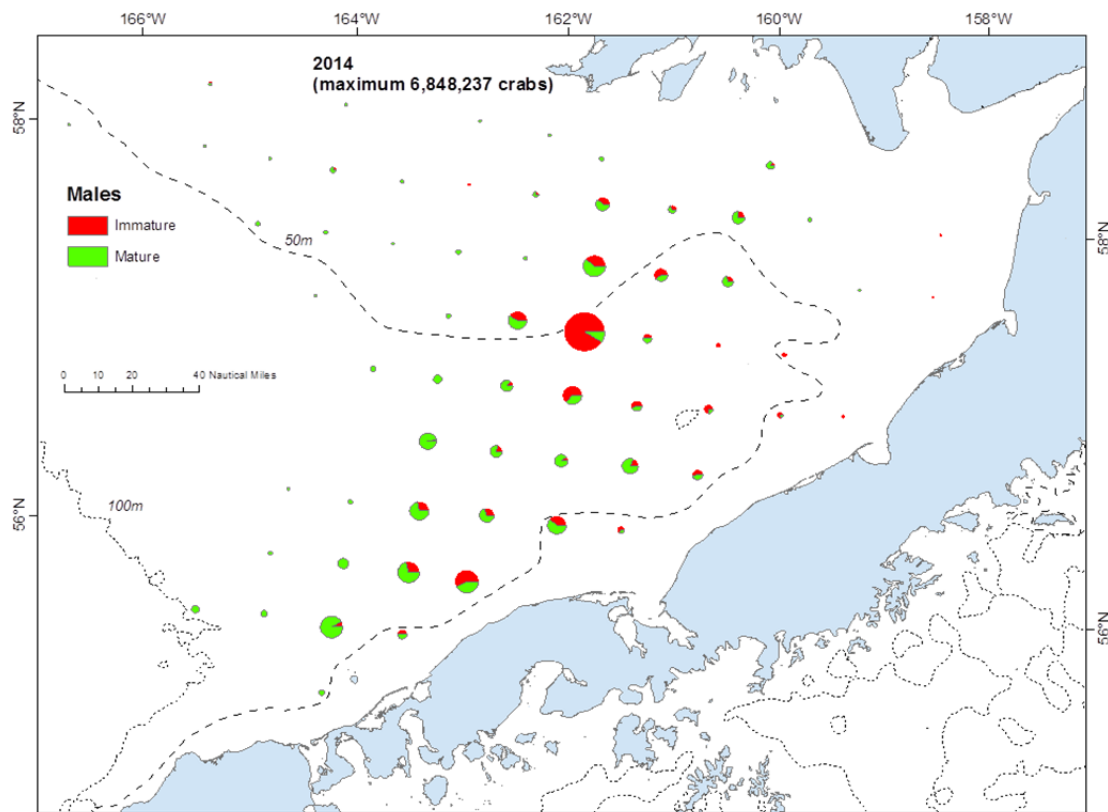 166°W 164°W 162°W 160°W 158°W
2014
(maximum 6,848,237 crabs)
58°N
58°N
Males
Immature
Mature
50m
0 10 20 40 Nautical Miles
100m
56°N
56°N